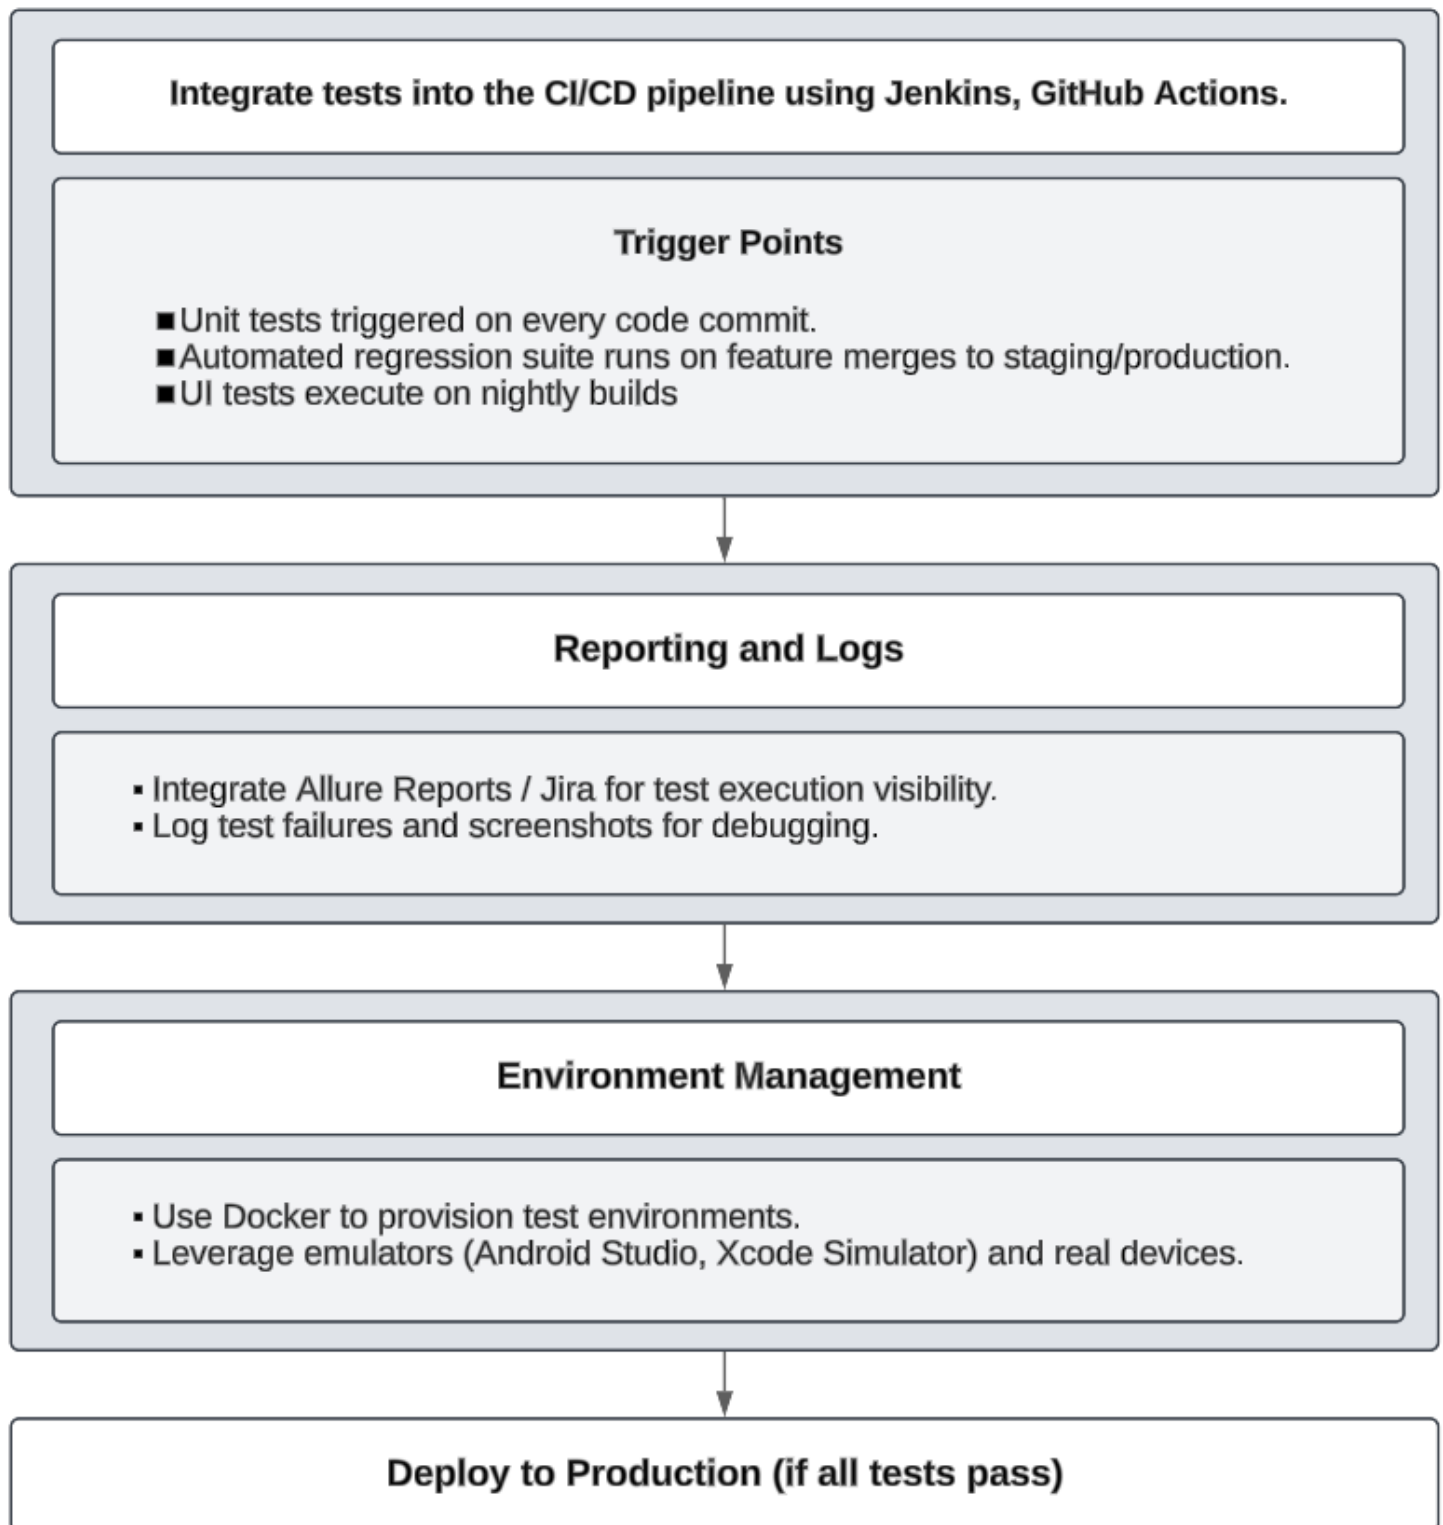 Integrate tests into the CI/CD pipeline using Jenkins, GitHub Actions.
Trigger Points
■Unit tests triggered on every code commit.
■Automated regression suite runs on feature merges to staging/production.
■UI tests execute on nightly builds
Reporting and Logs
▪ Integrate Allure Reports / Jira for test execution visibility.
▪ Log test failures and screenshots for debugging.
Environment Management
▪ Use Docker to provision test environments.
▪ Leverage emulators (Android Studio, Xcode Simulator) and real devices.
Deploy to Production (if all tests pass)